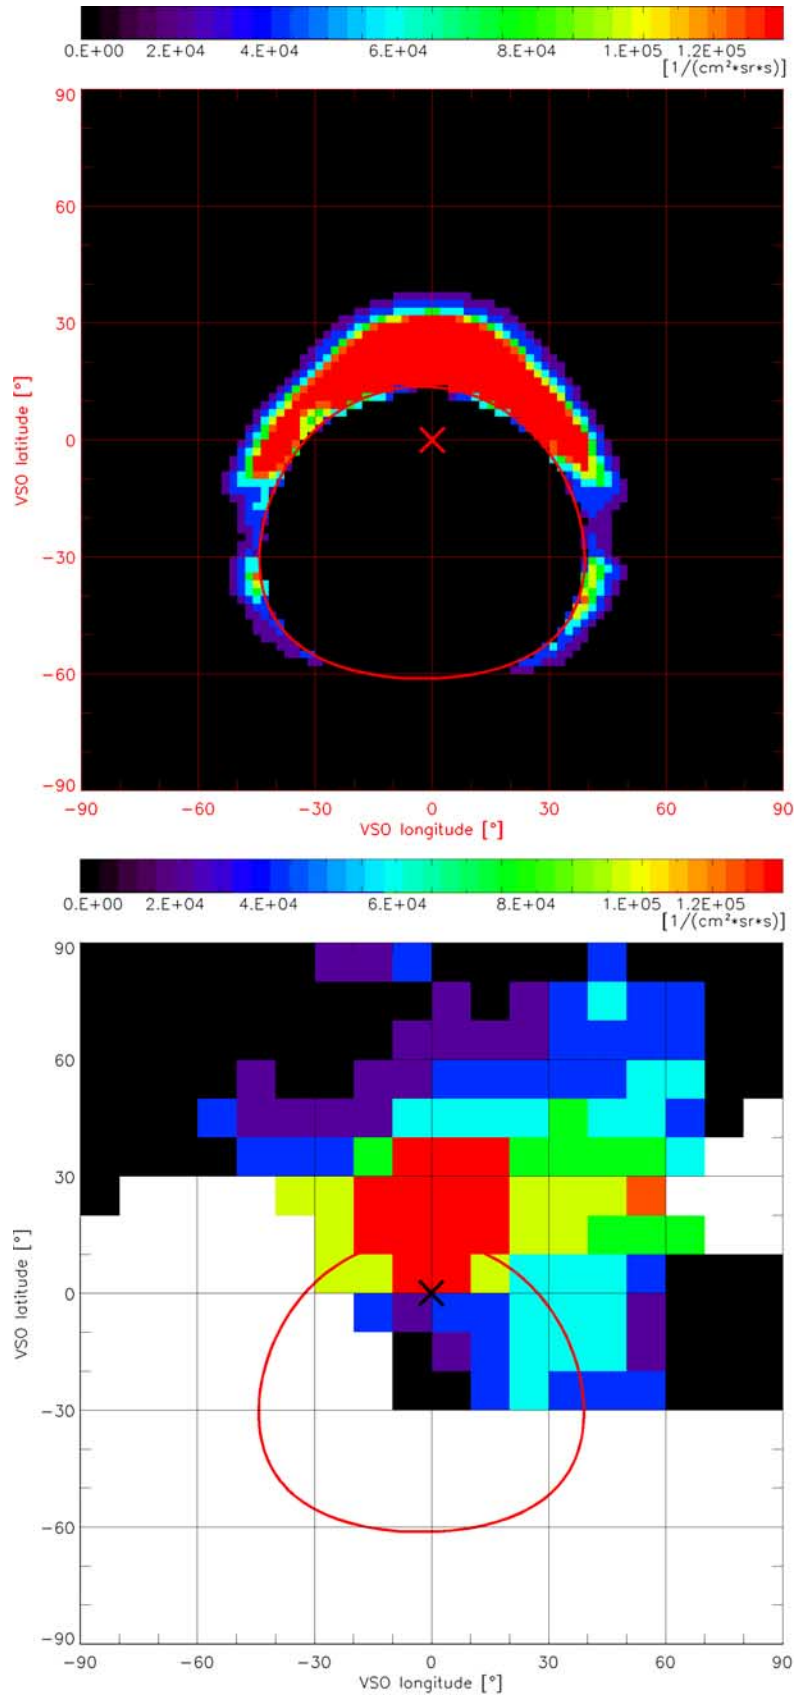 0.E+00 2.E+04 4.E+04 6.E+04 8.E+04 1.E+05 1.2E+05
[1/(cm²*sr*s)]
90
60
30
0
−30
−60
−90
VSO latitude [°]
−90 −60 −30 0 30 60 90
VSO longitude [°]
0.E+00 2.E+04 4.E+04 6.E+04 8.E+04 1.E+05 1.2E+05
[1/(cm²*sr*s)]
90
60
30
0
−30
−60
−90
VSO latitude [°]
−90 −60 −30 0 30 60 90
VSO longitude [°]